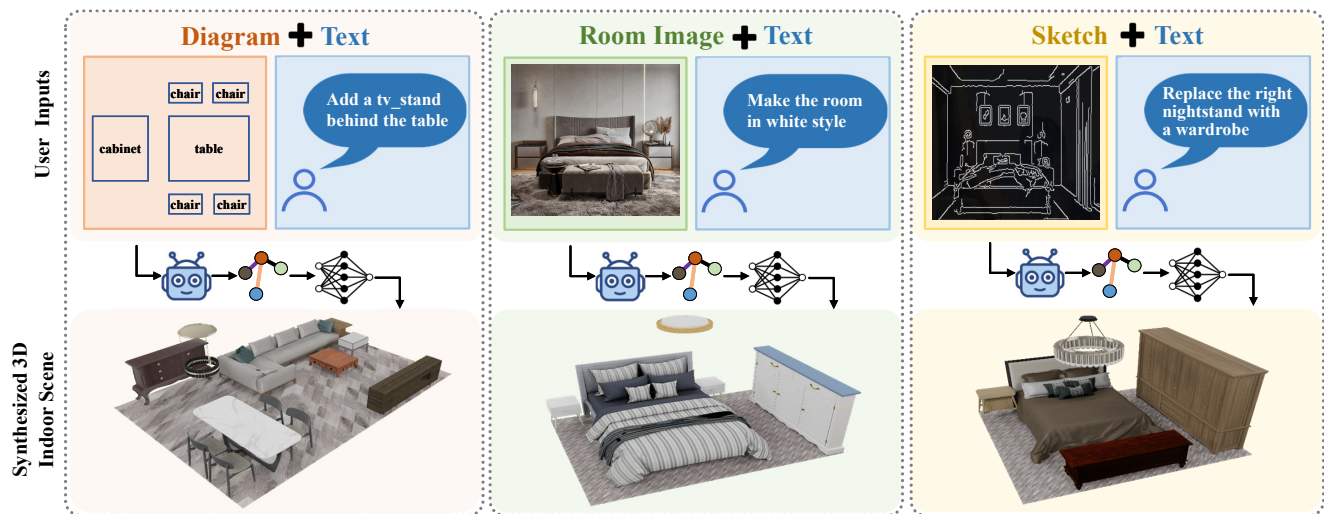 Diagram + Text
Room Image + Text
Sketch + Text
User Inputs
chair chair
cabinet
table
chair chair
Add a tv_stand
behind the table
Make the room
in white style
Replace the right
nightstand with
a wardrobe
Synthesized 3D
Indoor Scene